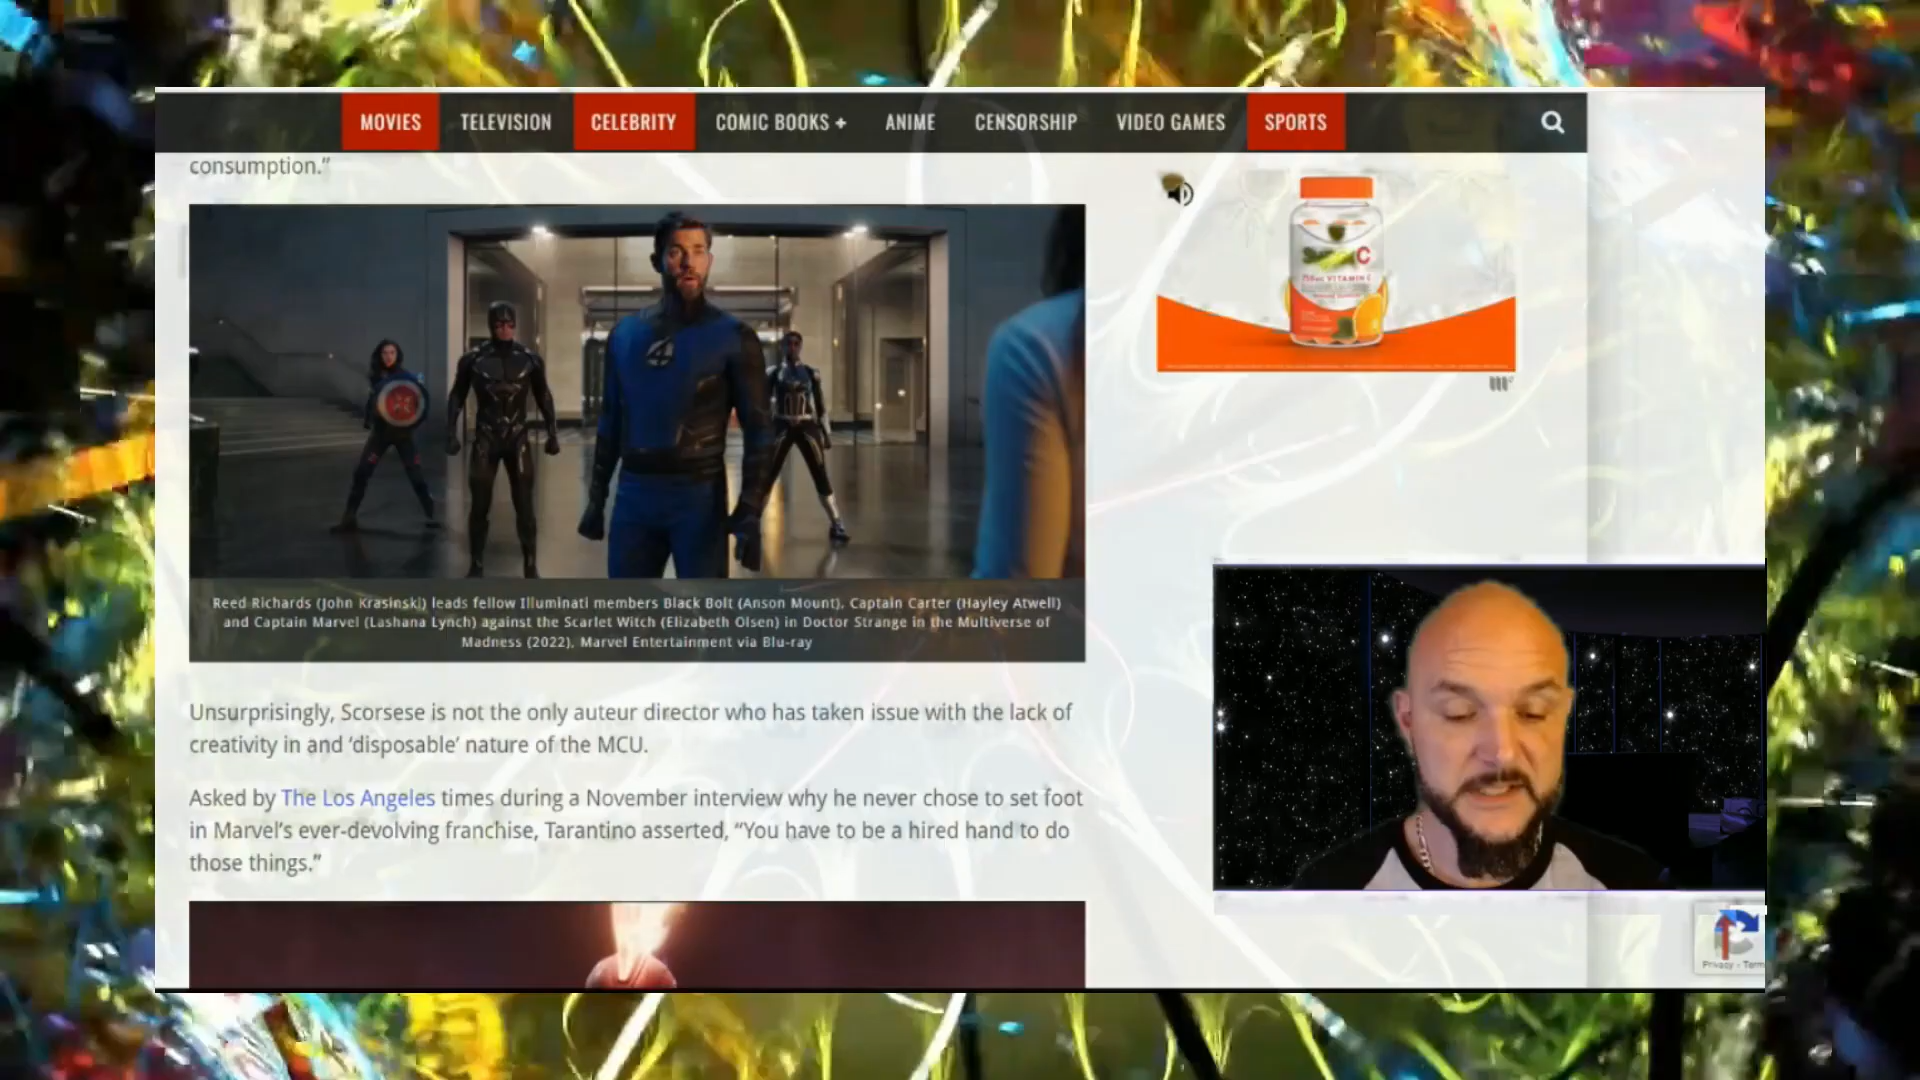 MOVIES TELEVISION CELEBRITY COMIC BOOKS + ANIME CENSORSHIP VIDEO GAMES SPORTS
consumption.”
C
VITAMIN C
Reed Richards (John Krasinski) leads fellow Illuminati members Black Bolt (Anson Mount), Captain Carter (Hayley Atwell)
and Captain Marvel (Lashana Lynch) against the Scarlet Witch (Elizabeth Olsen) in Doctor Strange in the Multiverse of
Madness (2022), Marvel Entertainment via Blu-ray
Unsurprisingly, Scorsese is not the only auteur director who has taken issue with the lack of
creativity in and ‘disposable’ nature of the MCU.
Asked by The Los Angeles times during a November interview why he never chose to set foot
in Marvel’s ever-devolving franchise, Tarantino asserted, “You have to be a hired hand to do
those things.”
Privacy - Term